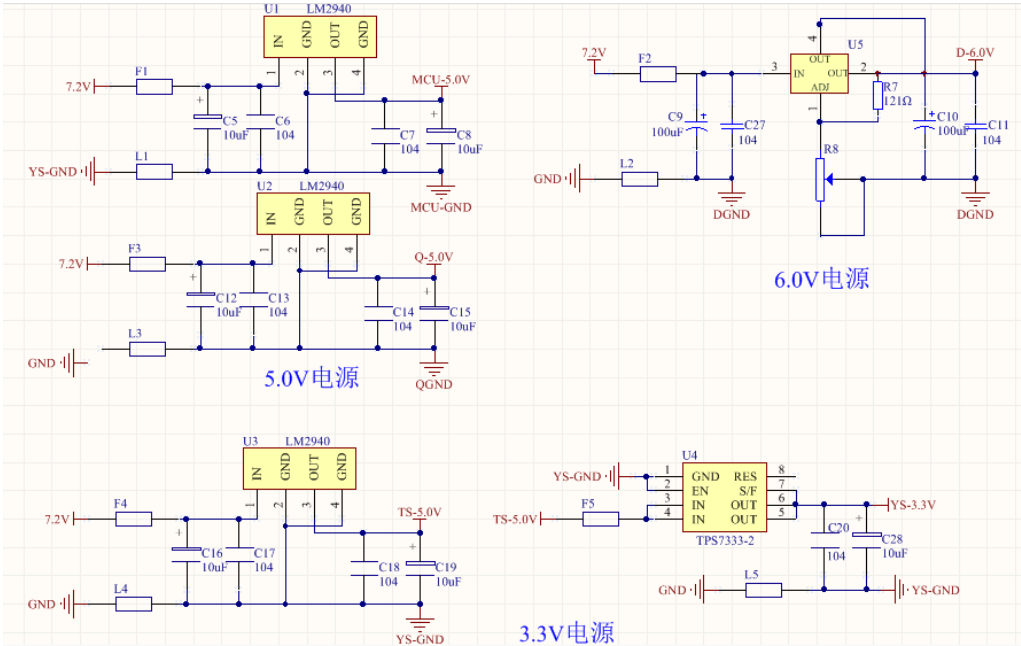 U1 LM2940
IN GND OUT GND
1 2 3 4
7.2V F1
C5 10uF
C6 104
C7 104
MCU-5.0V
C8 10uF
YS-GND L1
MCU-GND
U2 LM2940
IN GND OUT GND
1 2 3 4
7.2V F3
C12 10uF
C13 104
C14 104
Q-5.0V
C15 10uF
GND L3
QGND
5.0V电源
7.2V F2
C9 100uF
C27 104
GND L2
DGND
U5
4
OUT
3 IN OUT 2
ADJ
1
R7
121Ω
R8
D-6.0V
C10
100uF
C11
104
DGND
6.0V电源
U3 LM2940
IN GND OUT GND
1 2 3 4
7.2V F4
C16 10uF
C17 104
C18 104
TS-5.0V
C19 10uF
GND L4
YS-GND
U4
YS-GND 1 GND RES 8
2 EN S/F 7
3 IN OUT 6
4 IN OUT 5
TPS7333-2
TS-5.0V F5
YS-3.3V
C20
104
C28
10uF
GND L5 YS-GND
3.3V电源